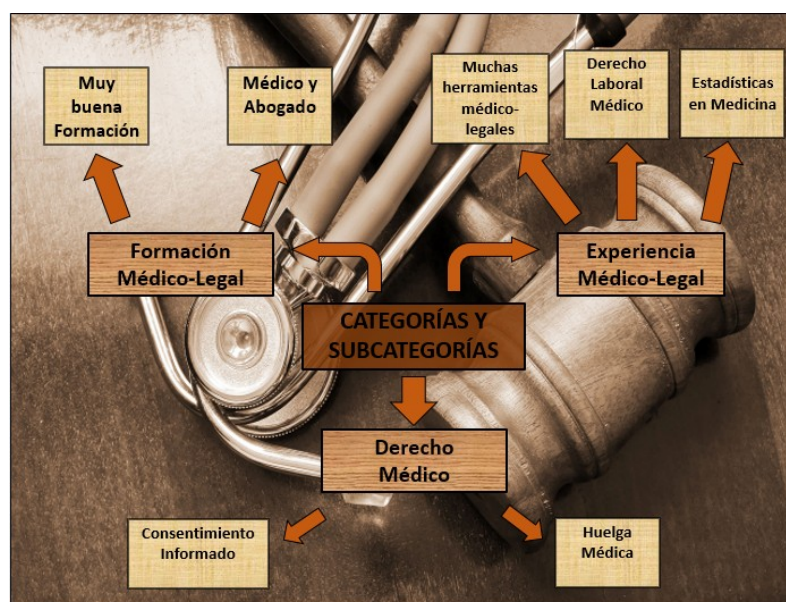 Muy
buena
Formación
Médico y
Abogado
Muchas
herramientas
médico-
legales
Derecho
Laboral
Médico
Estadísticas
en Medicina
Formación
Médico-Legal
Experiencia
Médico-Legal
CATEGORÍAS Y
SUBCATEGORÍAS
Derecho
Médico
Consentimiento
Informado
Huelga
Médica